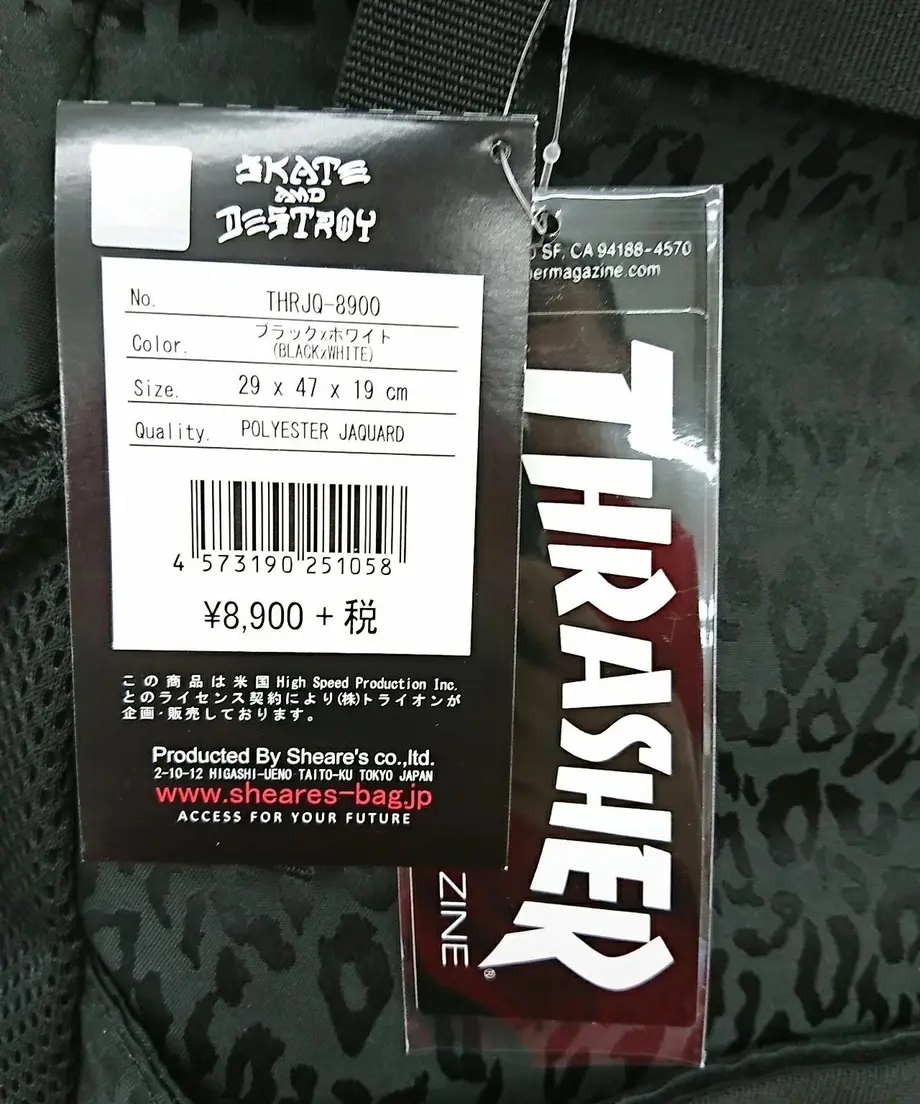 SKATE
AND
DESTROY
No. THRJQ-8900
Color. ブラックxホワイト
(BLACKxWHITE)
Size. 29 x 47 x 19 cm
Quality. POLYESTER JAQUARD
4 573190 251058
¥8,900 + 税
この商品は米国High Speed Production Inc.
とのライセンス契約により(株)トライオンが
企画・販売しております。
Producted By Sheare's co.,ltd.
2-10-12 HIGASHI-UENO TAITO-KU TOKYO JAPAN
www.sheares-bag.jp
ACCESS FOR YOUR FUTURE
SF, CA 94188-4570
ermagazine.com
THRASHER
ZINE
®